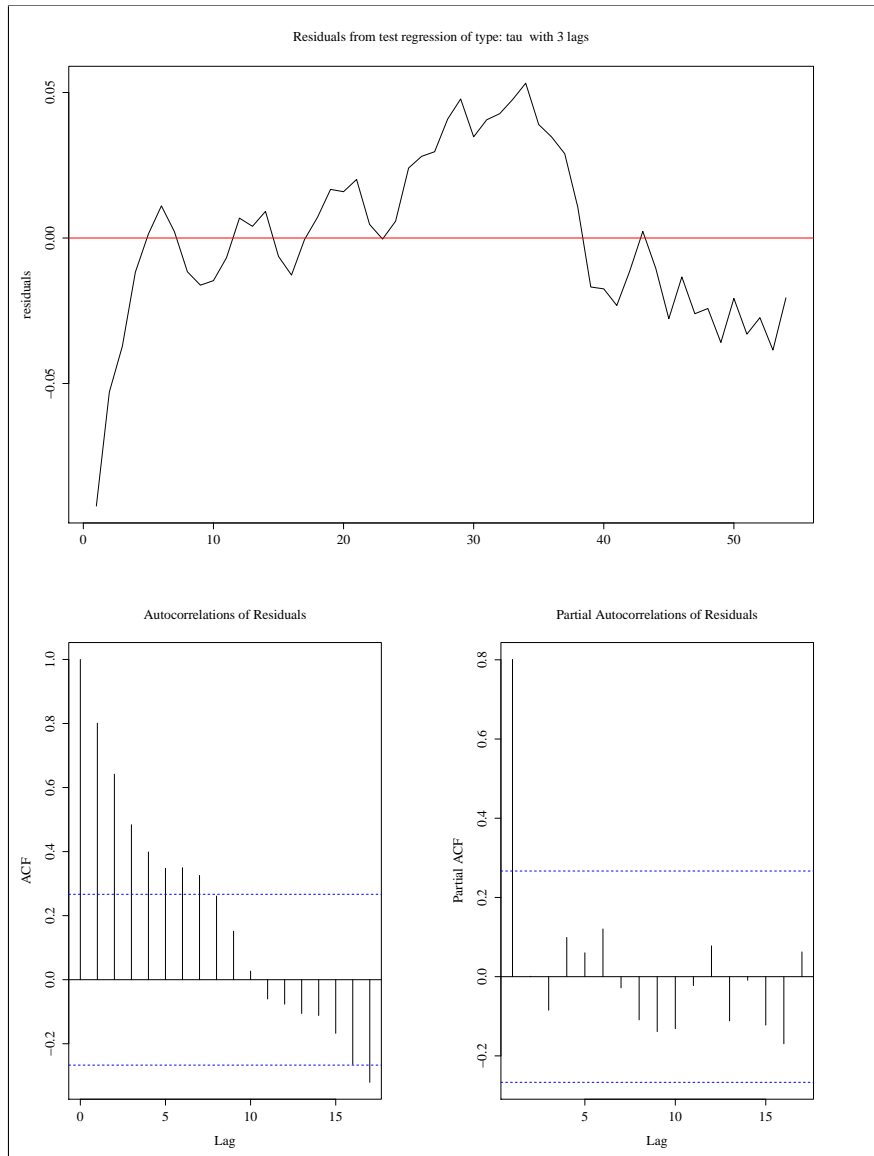 Residuals from test regression of type: tau with 3 lags
residuals
0.05
0.00
−0.05
0 10 20 30 40 50
Autocorrelations of Residuals
ACF
1.0
0.8
0.6
0.4
0.2
0.0
−0.2
0 5 10 15
Lag
Partial Autocorrelations of Residuals
Partial ACF
0.8
0.6
0.4
0.2
0.0
−0.2
5 10 15
Lag